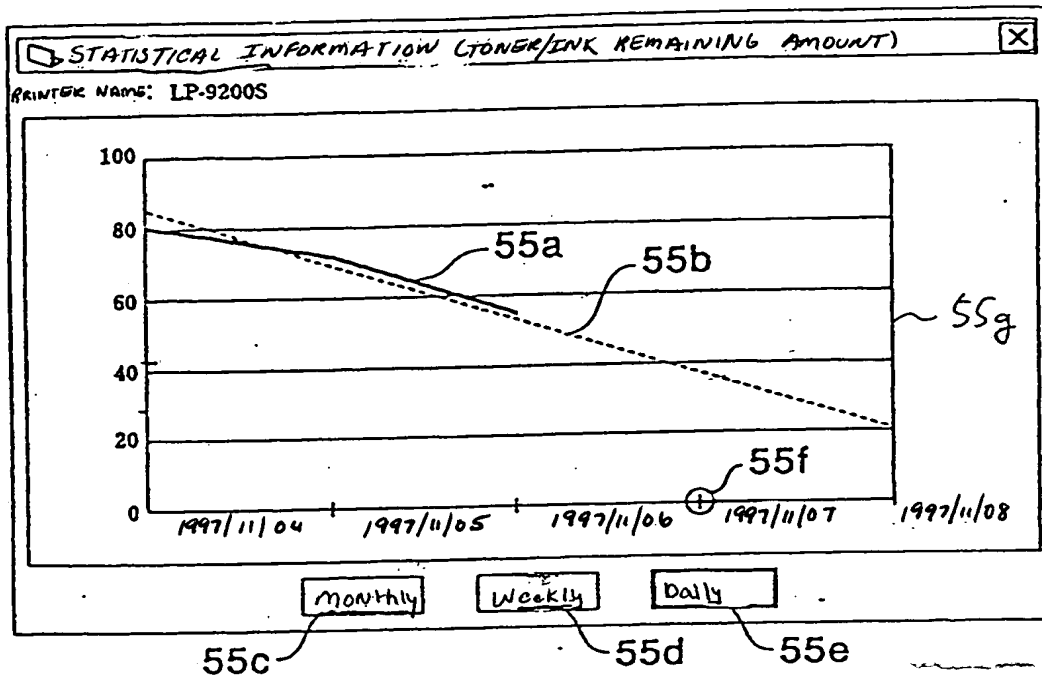 STATISTICAL INFORMATION (TONER/INK REMAINING AMOUNT)
PRINTER NAME: LP-9200S
100
80
60
40
20
0
55a
55b
55g
55f
1997/11/04 1997/11/05 1997/11/06 1997/11/07 1997/11/08
Monthly Weekly Daily
55c 55d 55e